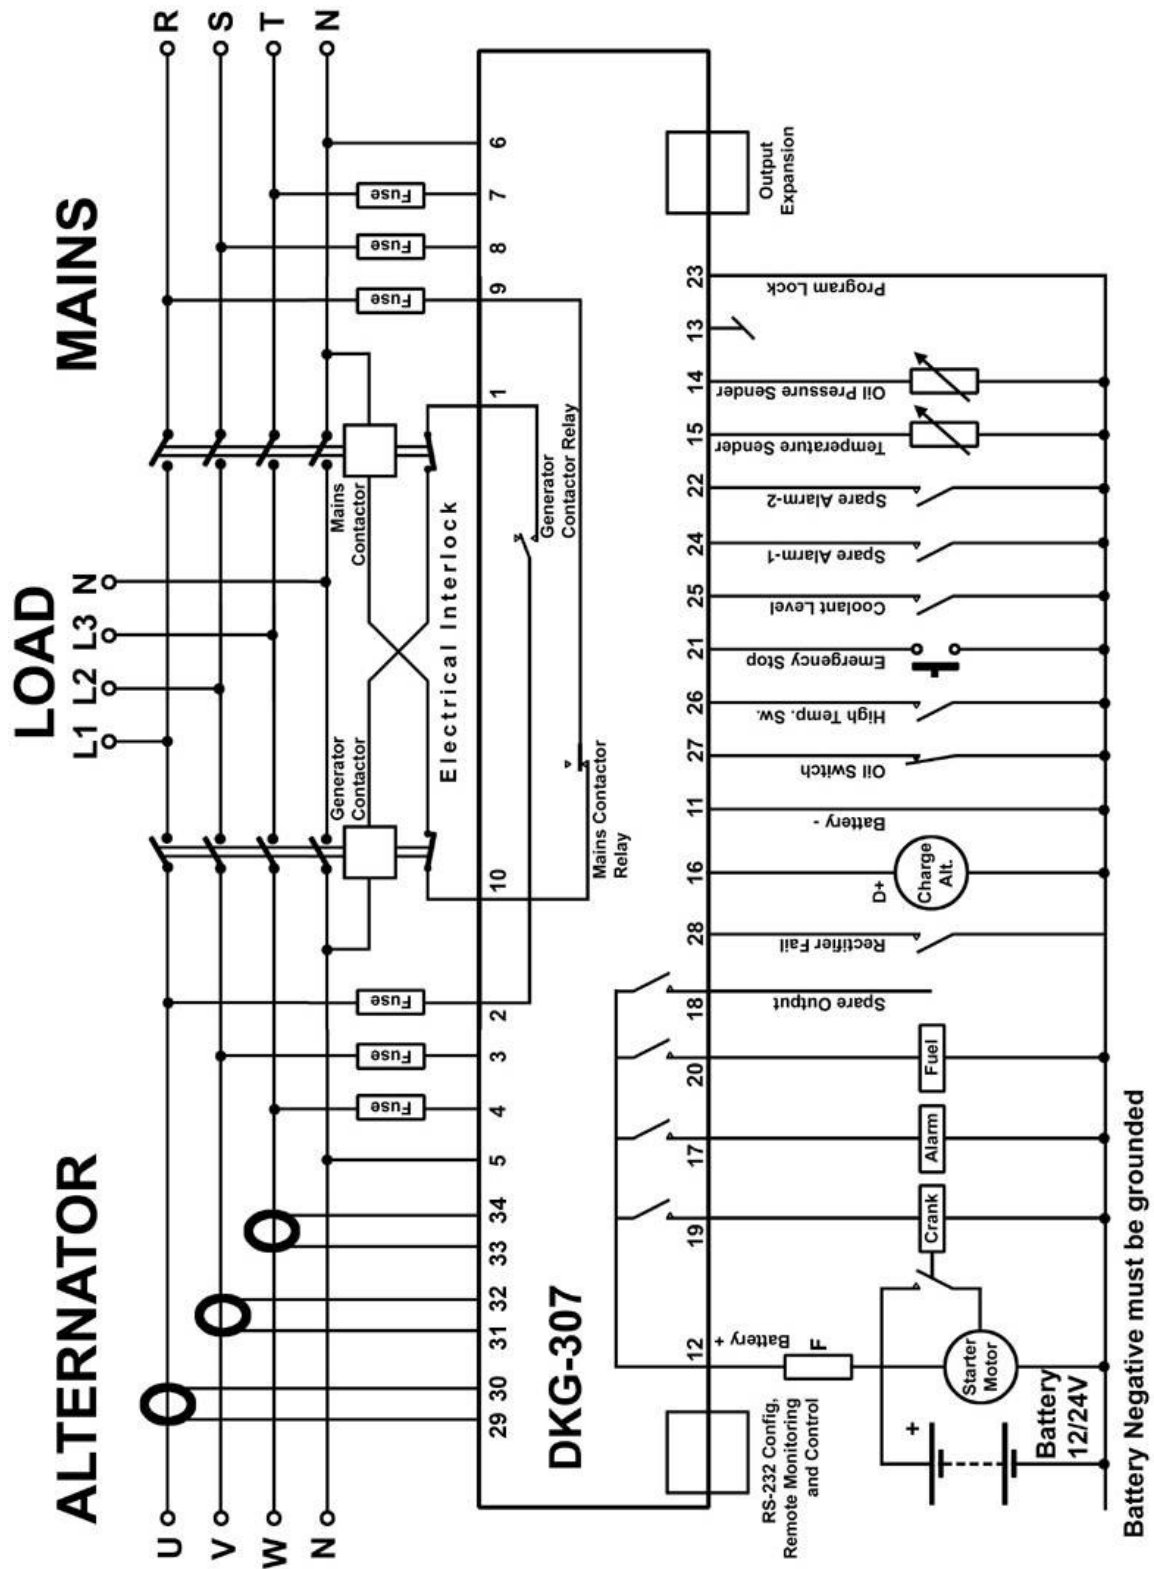 ALTERNATOR
LOAD
MAINS
U
V
W
N
L1
L2
L3
N
R
S
T
N
Generator
Contactor
Mains
Contactor
Electrical Interlock
Fuse
Fuse
Fuse
Fuse
Fuse
Fuse
29
30
31
32
33
34
5
4
3
2
10
1
9
8
7
6
DKG-307
Mains Contactor
Relay
Generator
Contactor Relay
12
19
17
20
18
28
16
11
27
26
21
25
24
22
15
14
13
23
RS-232 Config,
Remote Monitoring
and Control
Battery +
F
Spare Output
Rectifier Fail
D+
Charge
Alt.
Battery -
Oil Switch
High Temp. Sw.
Emergency Stop
Coolant Level
Spare Alarm-1
Spare Alarm-2
Temperature Sender
Oil Pressure Sender
Program Lock
Output
Expansion
Crank
Alarm
Fuel
Starter
Motor
+
Battery
12/24V
Battery Negative must be grounded